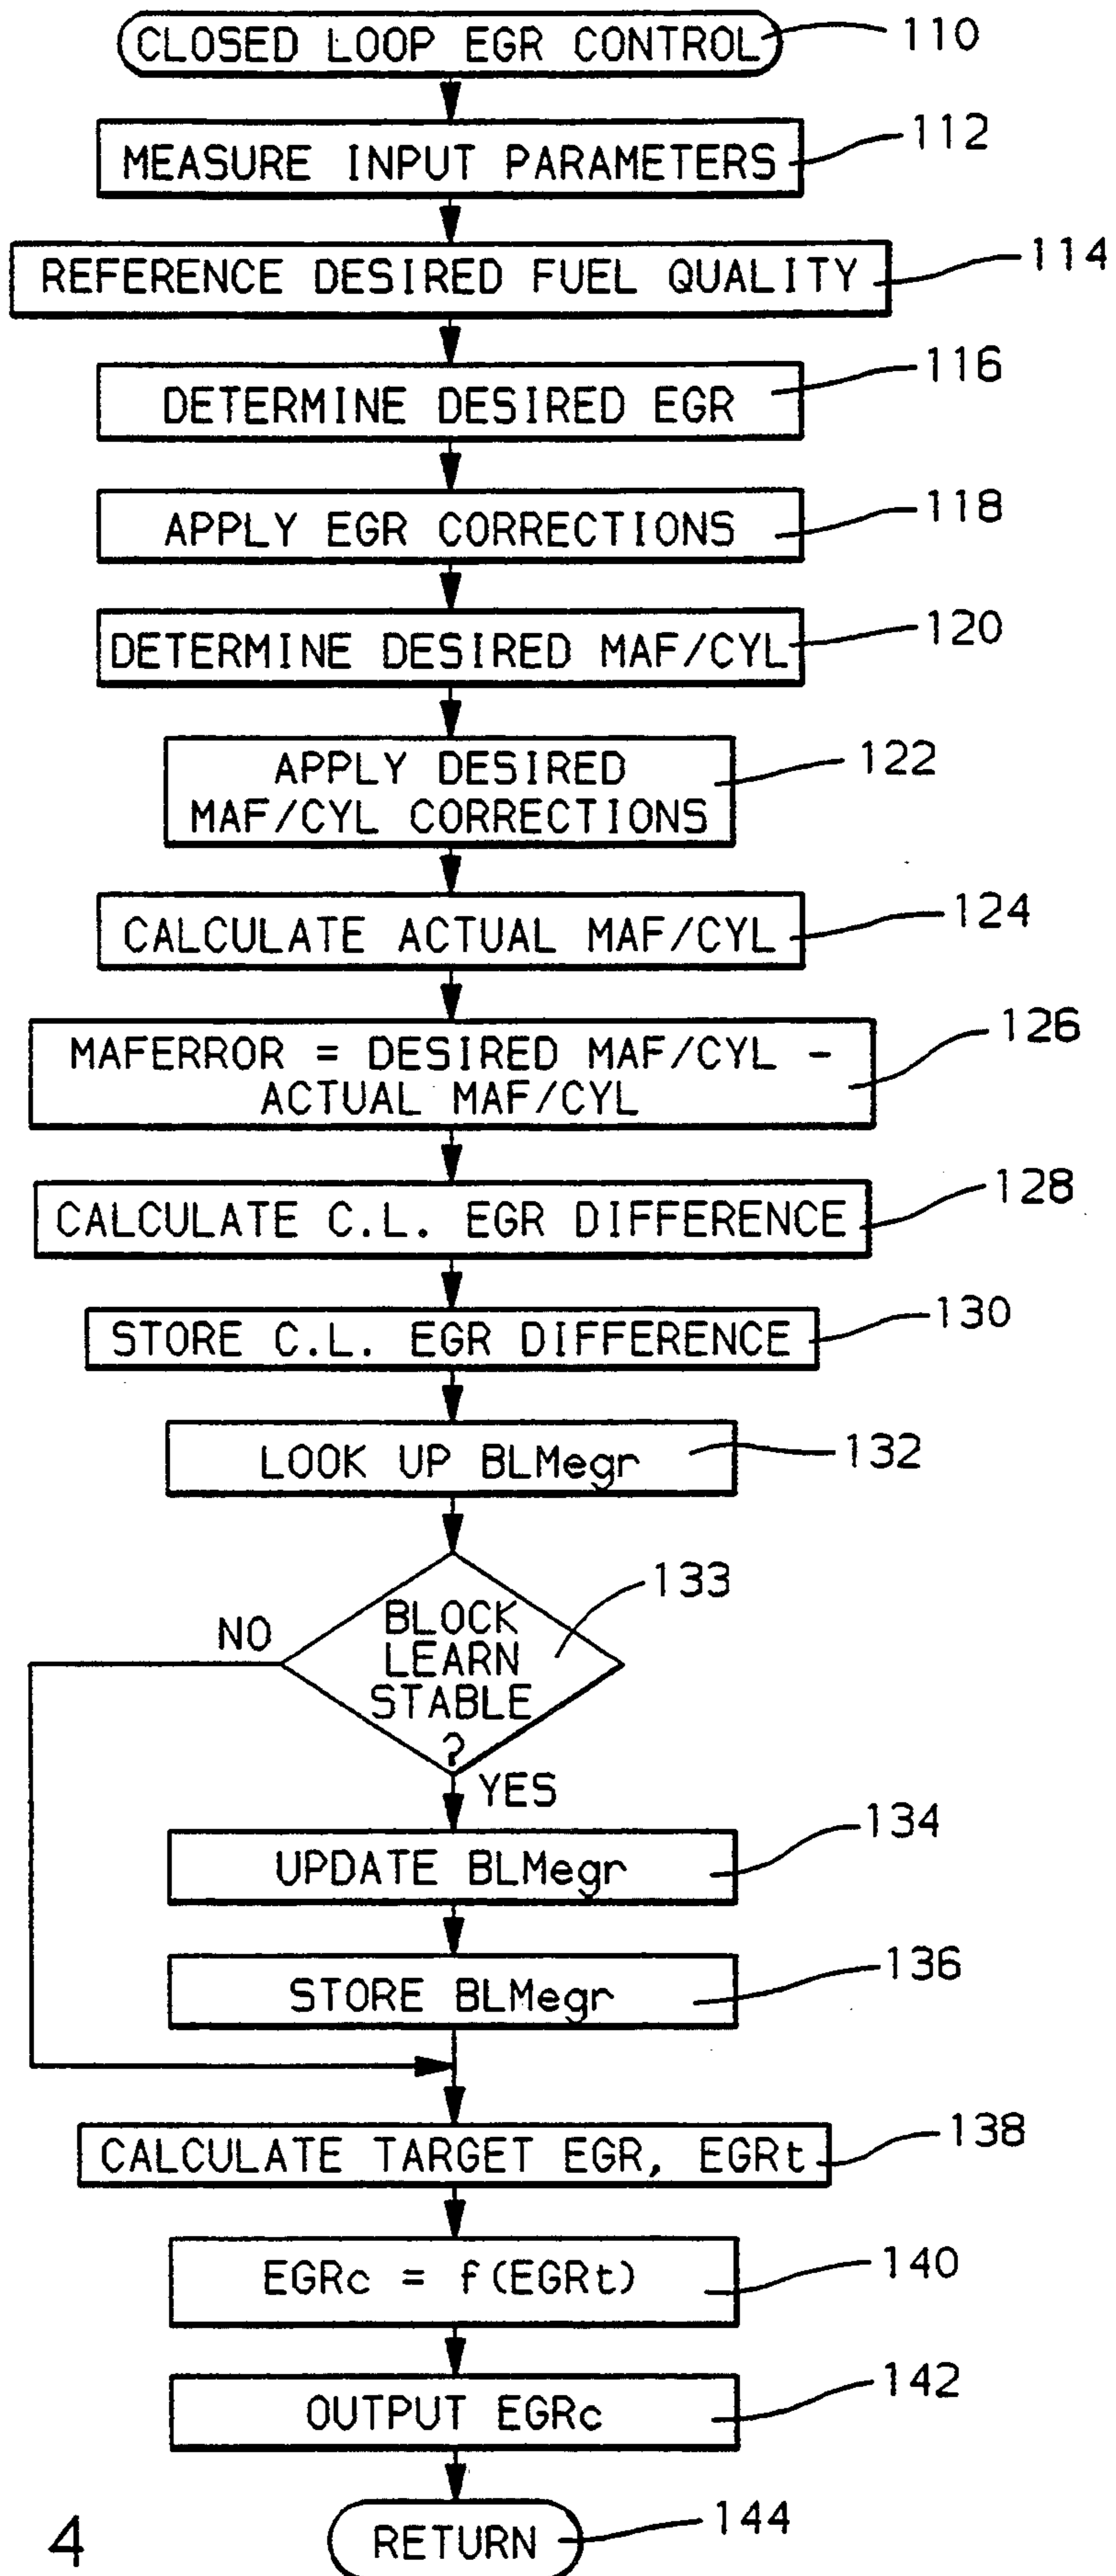 CLOSED LOOP EGR CONTROL
110
MEASURE INPUT PARAMETERS
112
REFERENCE DESIRED FUEL QUALITY
114
DETERMINE DESIRED EGR
116
APPLY EGR CORRECTIONS
118
DETERMINE DESIRED MAF/CYL
120
APPLY DESIRED
MAF/CYL CORRECTIONS
122
CALCULATE ACTUAL MAF/CYL
124
MAFERROR = DESIRED MAF/CYL -
ACTUAL MAF/CYL
126
CALCULATE C.L. EGR DIFFERENCE
128
STORE C.L. EGR DIFFERENCE
130
LOOK UP BLMegr
132
BLOCK
LEARN
STABLE
?
133
NO
YES
UPDATE BLMegr
134
STORE BLMegr
136
CALCULATE TARGET EGR, EGRt
138
EGRc = f(EGRt)
140
OUTPUT EGRc
142
RETURN
144
4